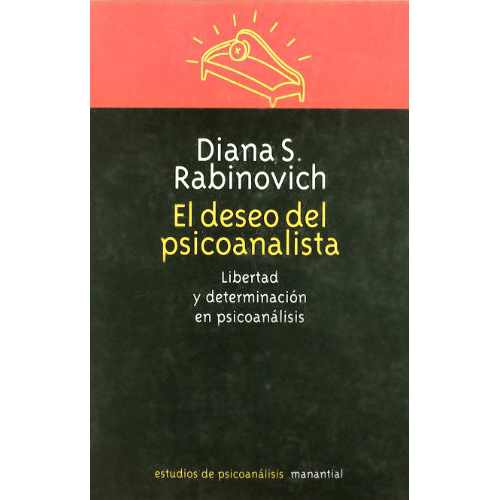 Diana S.
Rabinovich
El deseo del
psicoanalista
Libertad
y determinación
en psicoanálisis
estudios de psicoanálisis manantial